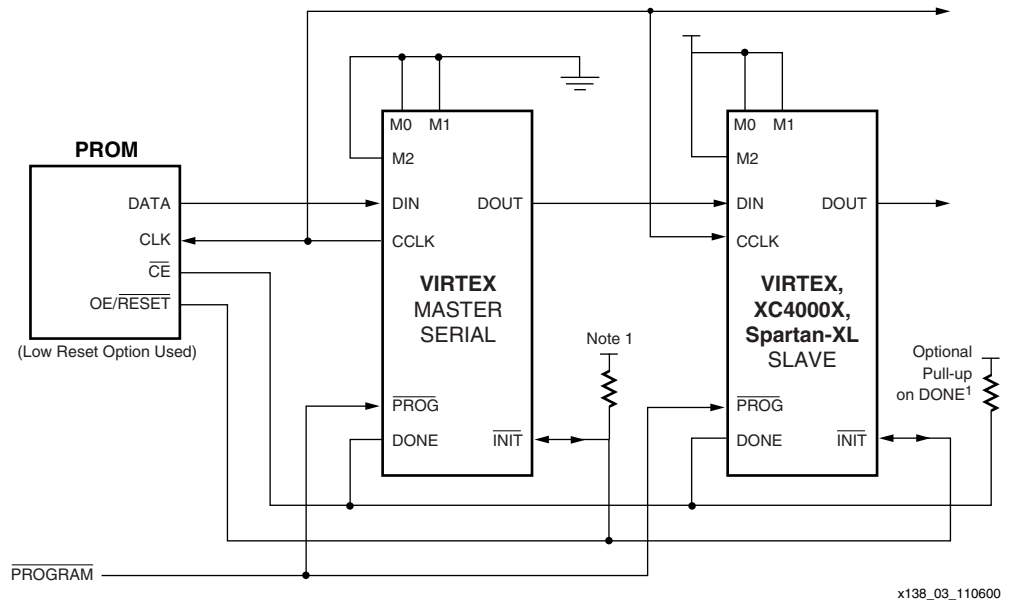 PROM
DATA
CLK
CE
OE/RESET
(Low Reset Option Used)
M0 M1
M2
DIN DOUT
CCLK
VIRTEX
MASTER
SERIAL
PROG
DONE INIT
Note 1
M0 M1
M2
DIN DOUT
CCLK
VIRTEX,
XC4000X,
Spartan-XL
SLAVE
PROG
DONE INIT
Optional
Pull-up
on DONE1
PROGRAM
x138_03_110600